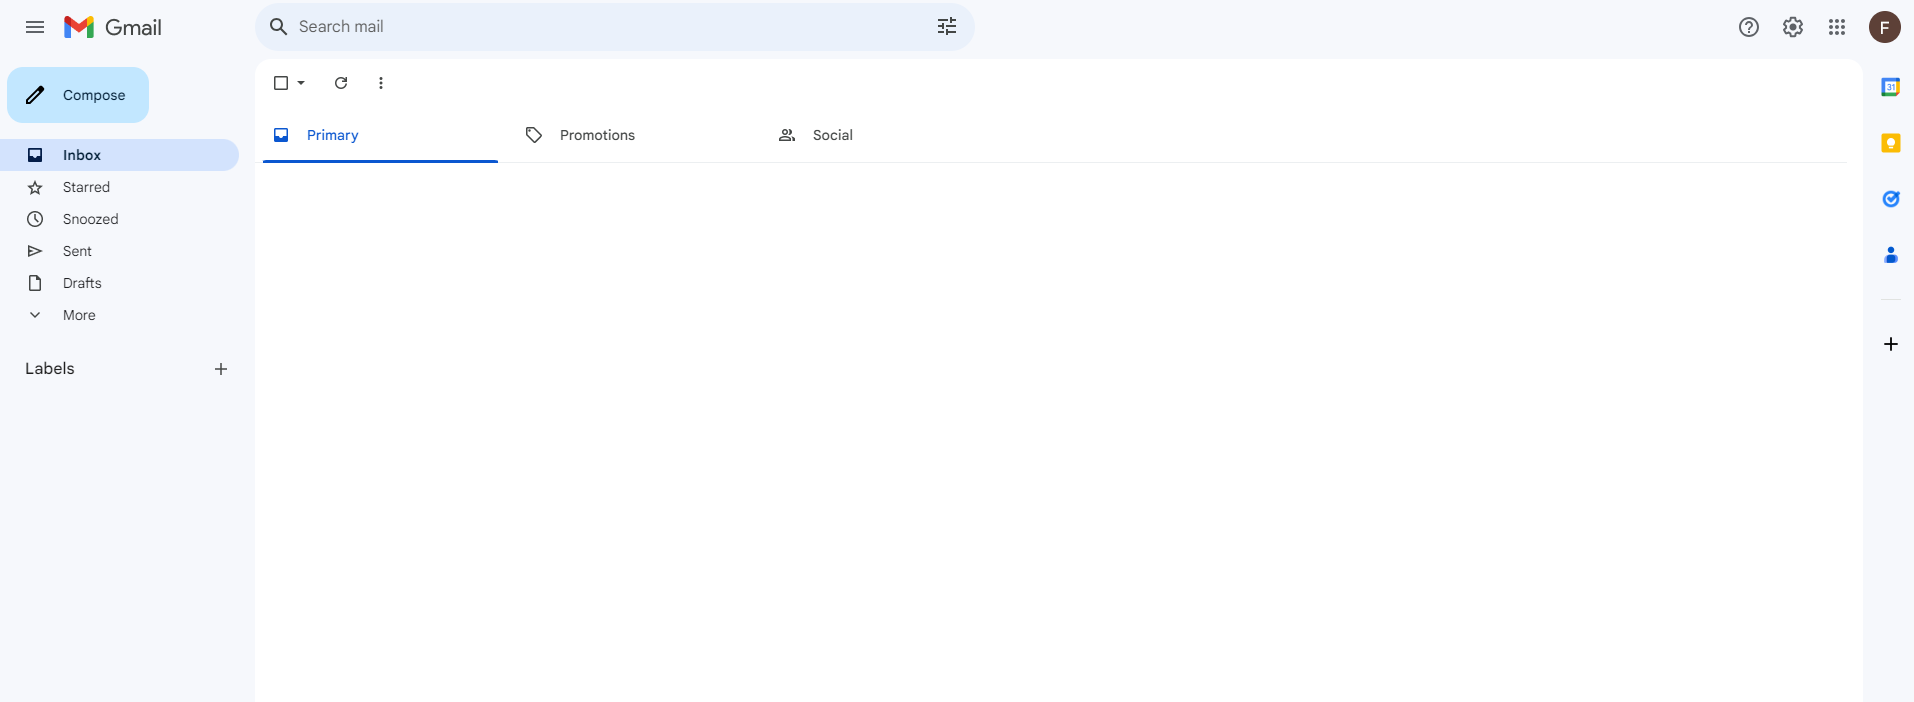 Gmail
Search mail
F
Compose
Inbox
Starred
Snoozed
Sent
Drafts
More
Labels
Primary
Promotions
Social
31